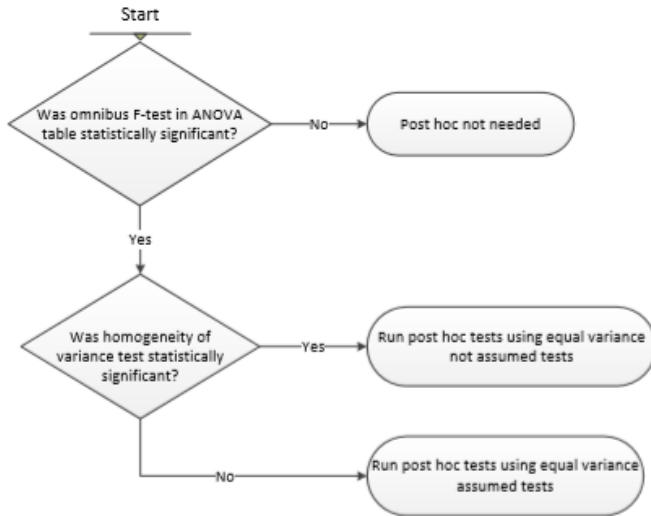 Start
Was omnibus F-test in ANOVA
table statistically significant?
No
Post hoc not needed
Yes
Was homogeneity of
variance test statistically
significant?
Yes
Run post hoc tests using equal variance
not assumed tests
No
Run post hoc tests using equal variance
assumed tests